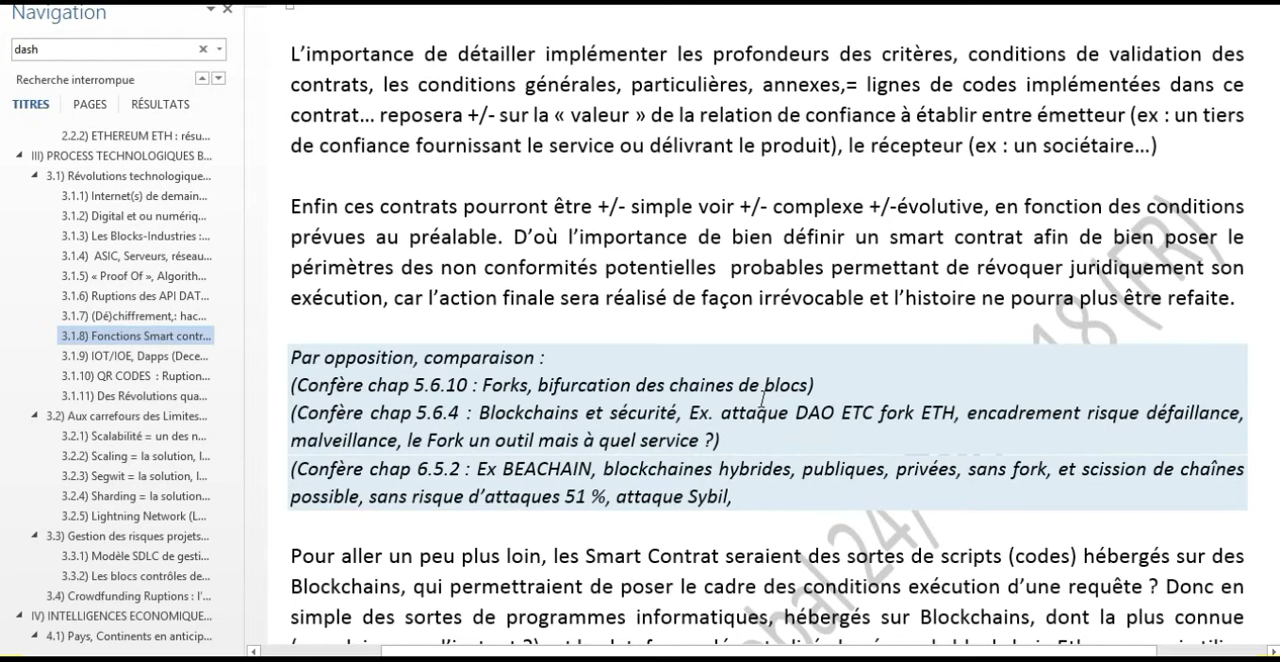 Navigation
dash
Recherche interrompue
TITRES PAGES RÉSULTATS
2.2.2) ETHEREUM ETH : résu...
III) PROCESS TECHNOLOGIQUES B...
3.1) Révolutions technologique...
3.1.1) Internet(s) de demain...
3.1.2) Digital et ou numériq...
3.1.3) Les Blocks-Industries :...
3.1.4) ASIC, Serveurs, réseau...
3.1.5) « Proof Of », Algorith...
3.1.6) Ruptions des API DAT...
3.1.7) (Dé)chiffrement,: hac...
3.1.8) Fonctions Smart contr...
3.1.9) IOT/IOE, Dapps (Dece...
3.1.10) QR CODES : Ruption...
3.1.11) Des Révolutions qua...
3.2) Aux carrefours des Limites...
3.2.1) Scalabilité = un des n...
3.2.2) Scaling = la solution, l...
3.2.3) Segwit = la solution, l...
3.2.4) Sharding = la solution...
3.2.5) Lightning Network (L...
3.3) Gestion des risques projets...
3.3.1) Modèle SDLC de gesti...
3.3.2) Les blocs contrôles de...
3.4) Crowdfunding Ruptions : l'...
IV) INTELLIGENCES ECONOMIQUE...
4.1) Pays, Continents en anticip...
L'importance de détailler implémenter les profondeurs des critères, conditions de validation des
contrats, les conditions générales, particulières, annexes,= lignes de codes implémentées dans ce
contrat... reposera +/- sur la « valeur » de la relation de confiance à établir entre émetteur (ex : un tiers
de confiance fournissant le service ou délivrant le produit), le récepteur (ex : un sociétaire...)
Enfin ces contrats pourront être +/- simple voir +/- complexe +/-évolutive, en fonction des conditions
prévues au préalable. D'où l'importance de bien définir un smart contrat afin de bien poser le
périmètres des non conformités potentielles probables permettant de révoquer juridiquement son
exécution, car l'action finale sera réalisé de façon irrévocable et l'histoire ne pourra plus être refaite.
Par opposition, comparaison :
(Confère chap 5.6.10 : Forks, bifurcation des chaines de blocs)
(Confère chap 5.6.4 : Blockchains et sécurité, Ex. attaque DAO ETC fork ETH, encadrement risque défaillance,
malveillance, le Fork un outil mais à quel service ?)
(Confère chap 6.5.2 : Ex BEACHAIN, blockchaines hybrides, publiques, privées, sans fork, et scission de chaînes
possible, sans risque d'attaques 51 %, attaque Sybil,
Pour aller un peu plus loin, les Smart Contrat seraient des sortes de scripts (codes) hébergés sur des
Blockchains, qui permettraient de poser le cadre des conditions exécution d'une requête ? Donc en
simple des sortes de programmes informatiques, hébergés sur Blockchains, dont la plus connue